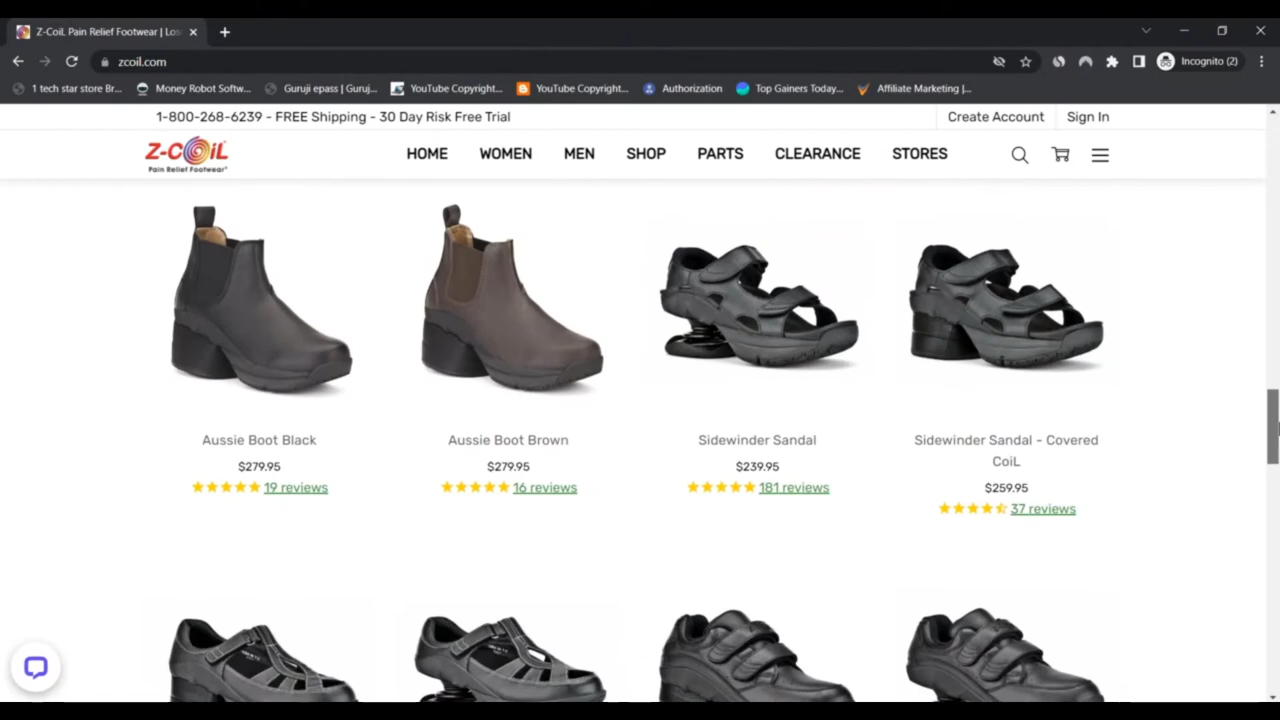 Z-CoiL Pain Relief Footwear | Los
zcoil.com
Incognito (2)
1 tech star store Br...
Money Robot Softw...
Guruji epass | Guruj...
YouTube Copyright...
YouTube Copyright...
Authorization
Top Gainers Today...
Affiliate Marketing |...
1-800-268-6239 - FREE Shipping - 30 Day Risk Free Trial
Create Account
Sign In
Z-COiL
Pain Relief Footwear®
HOME
WOMEN
MEN
SHOP
PARTS
CLEARANCE
STORES
Aussie Boot Black
$279.95
19 reviews
Aussie Boot Brown
$279.95
16 reviews
Sidewinder Sandal
$239.95
181 reviews
Sidewinder Sandal - Covered
CoiL
$259.95
37 reviews